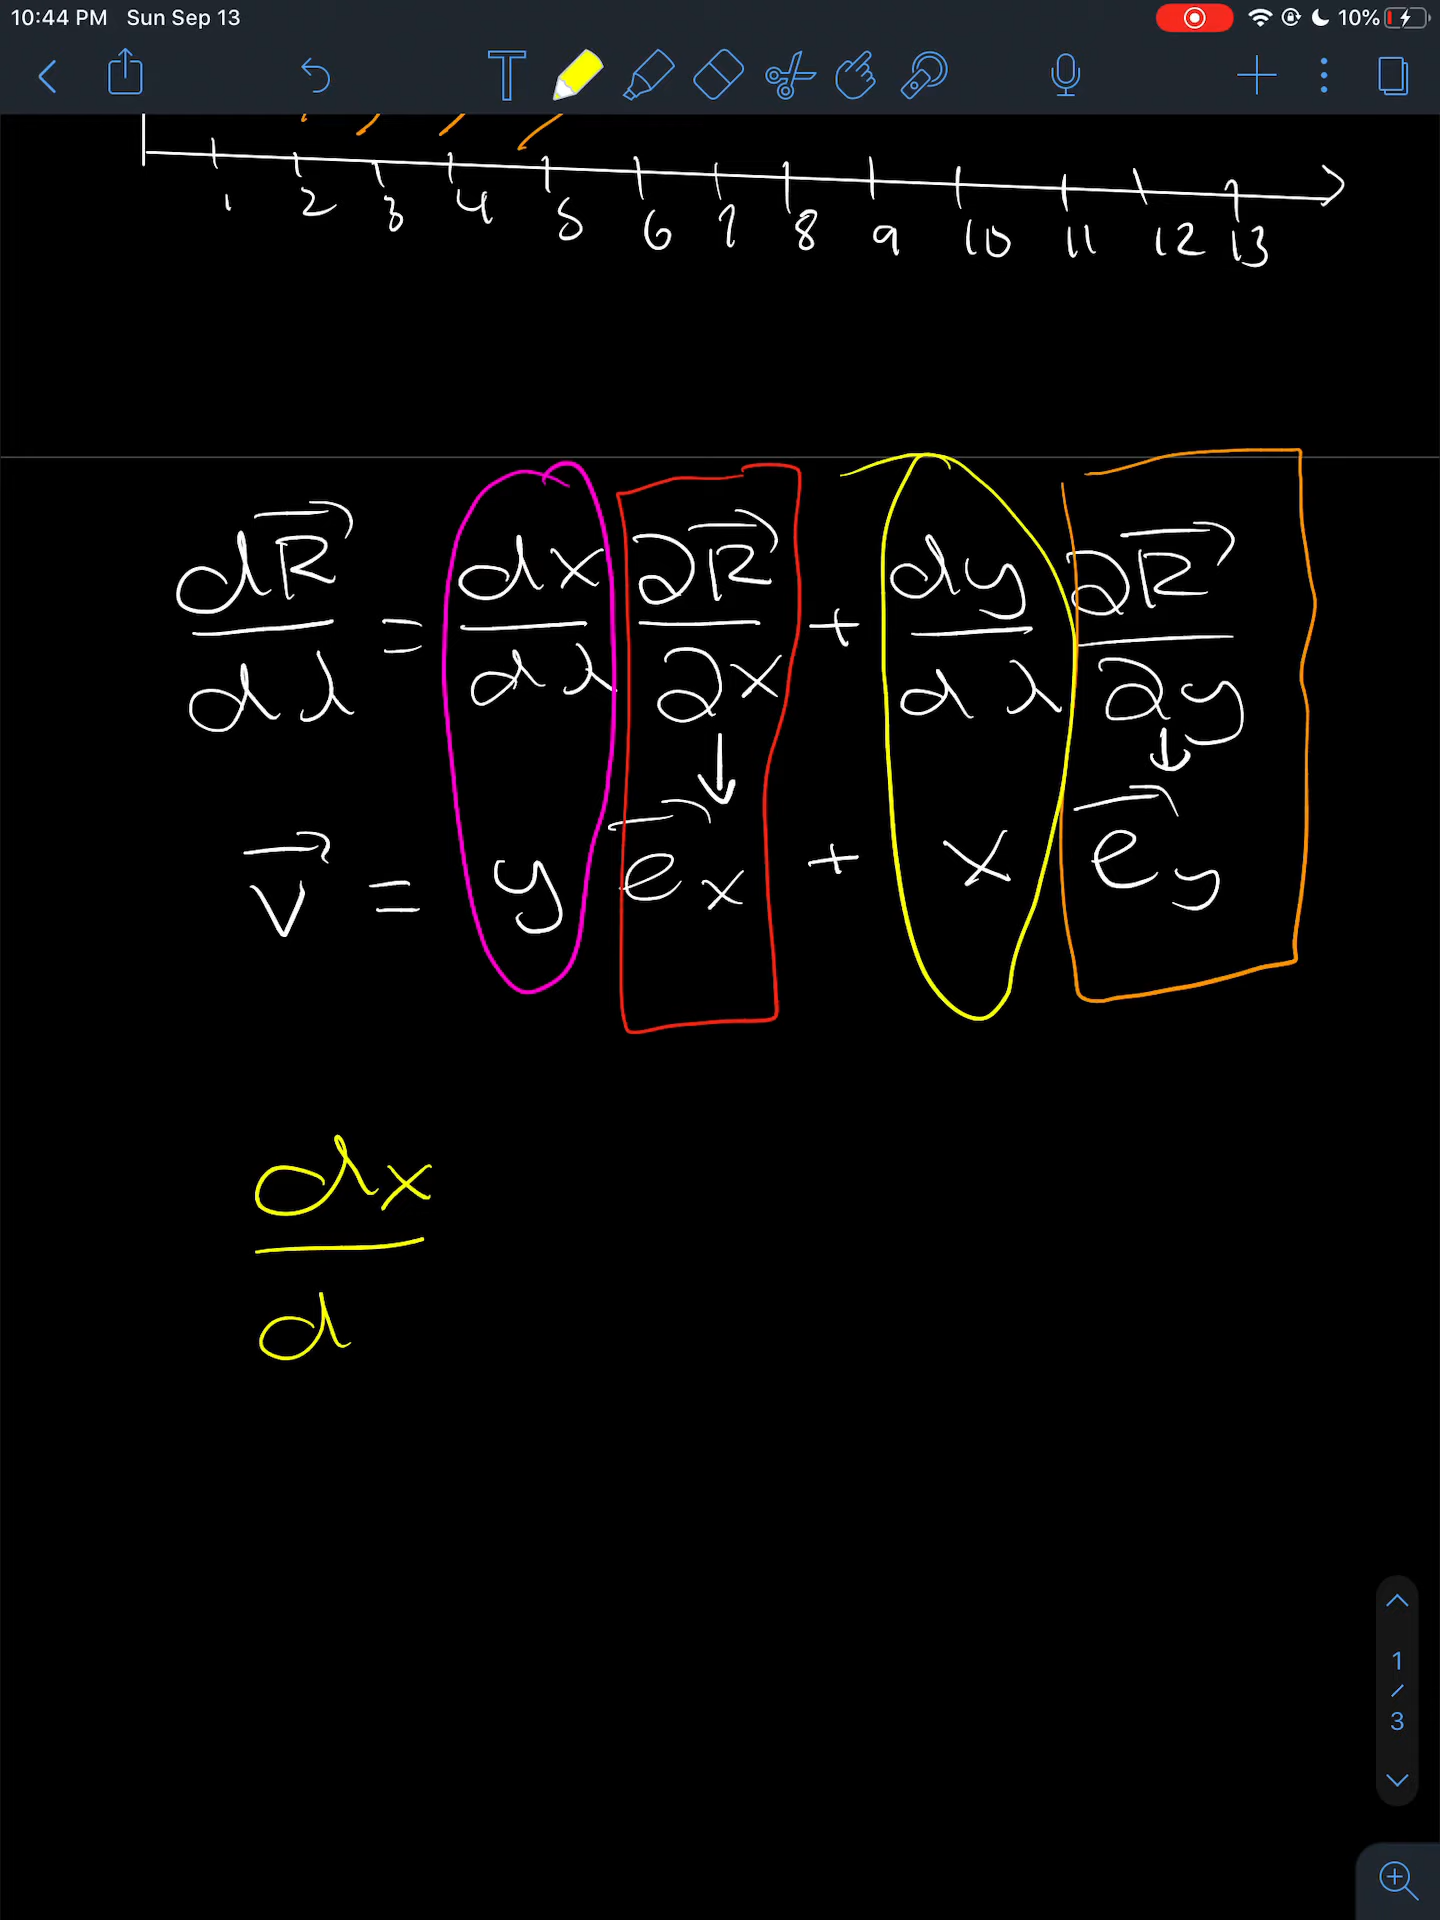 10:44 PM Sun Sep 13 10%
T
1 2 3 4 5 6 7 8 9 10 11 12 13
dR⃗/dλ = dx/dλ ∂R⃗/∂x + dy/dλ ∂R⃗/∂y
↓ ↓
v⃗ = y e⃗x + x e⃗y
dx
d
1
/
3